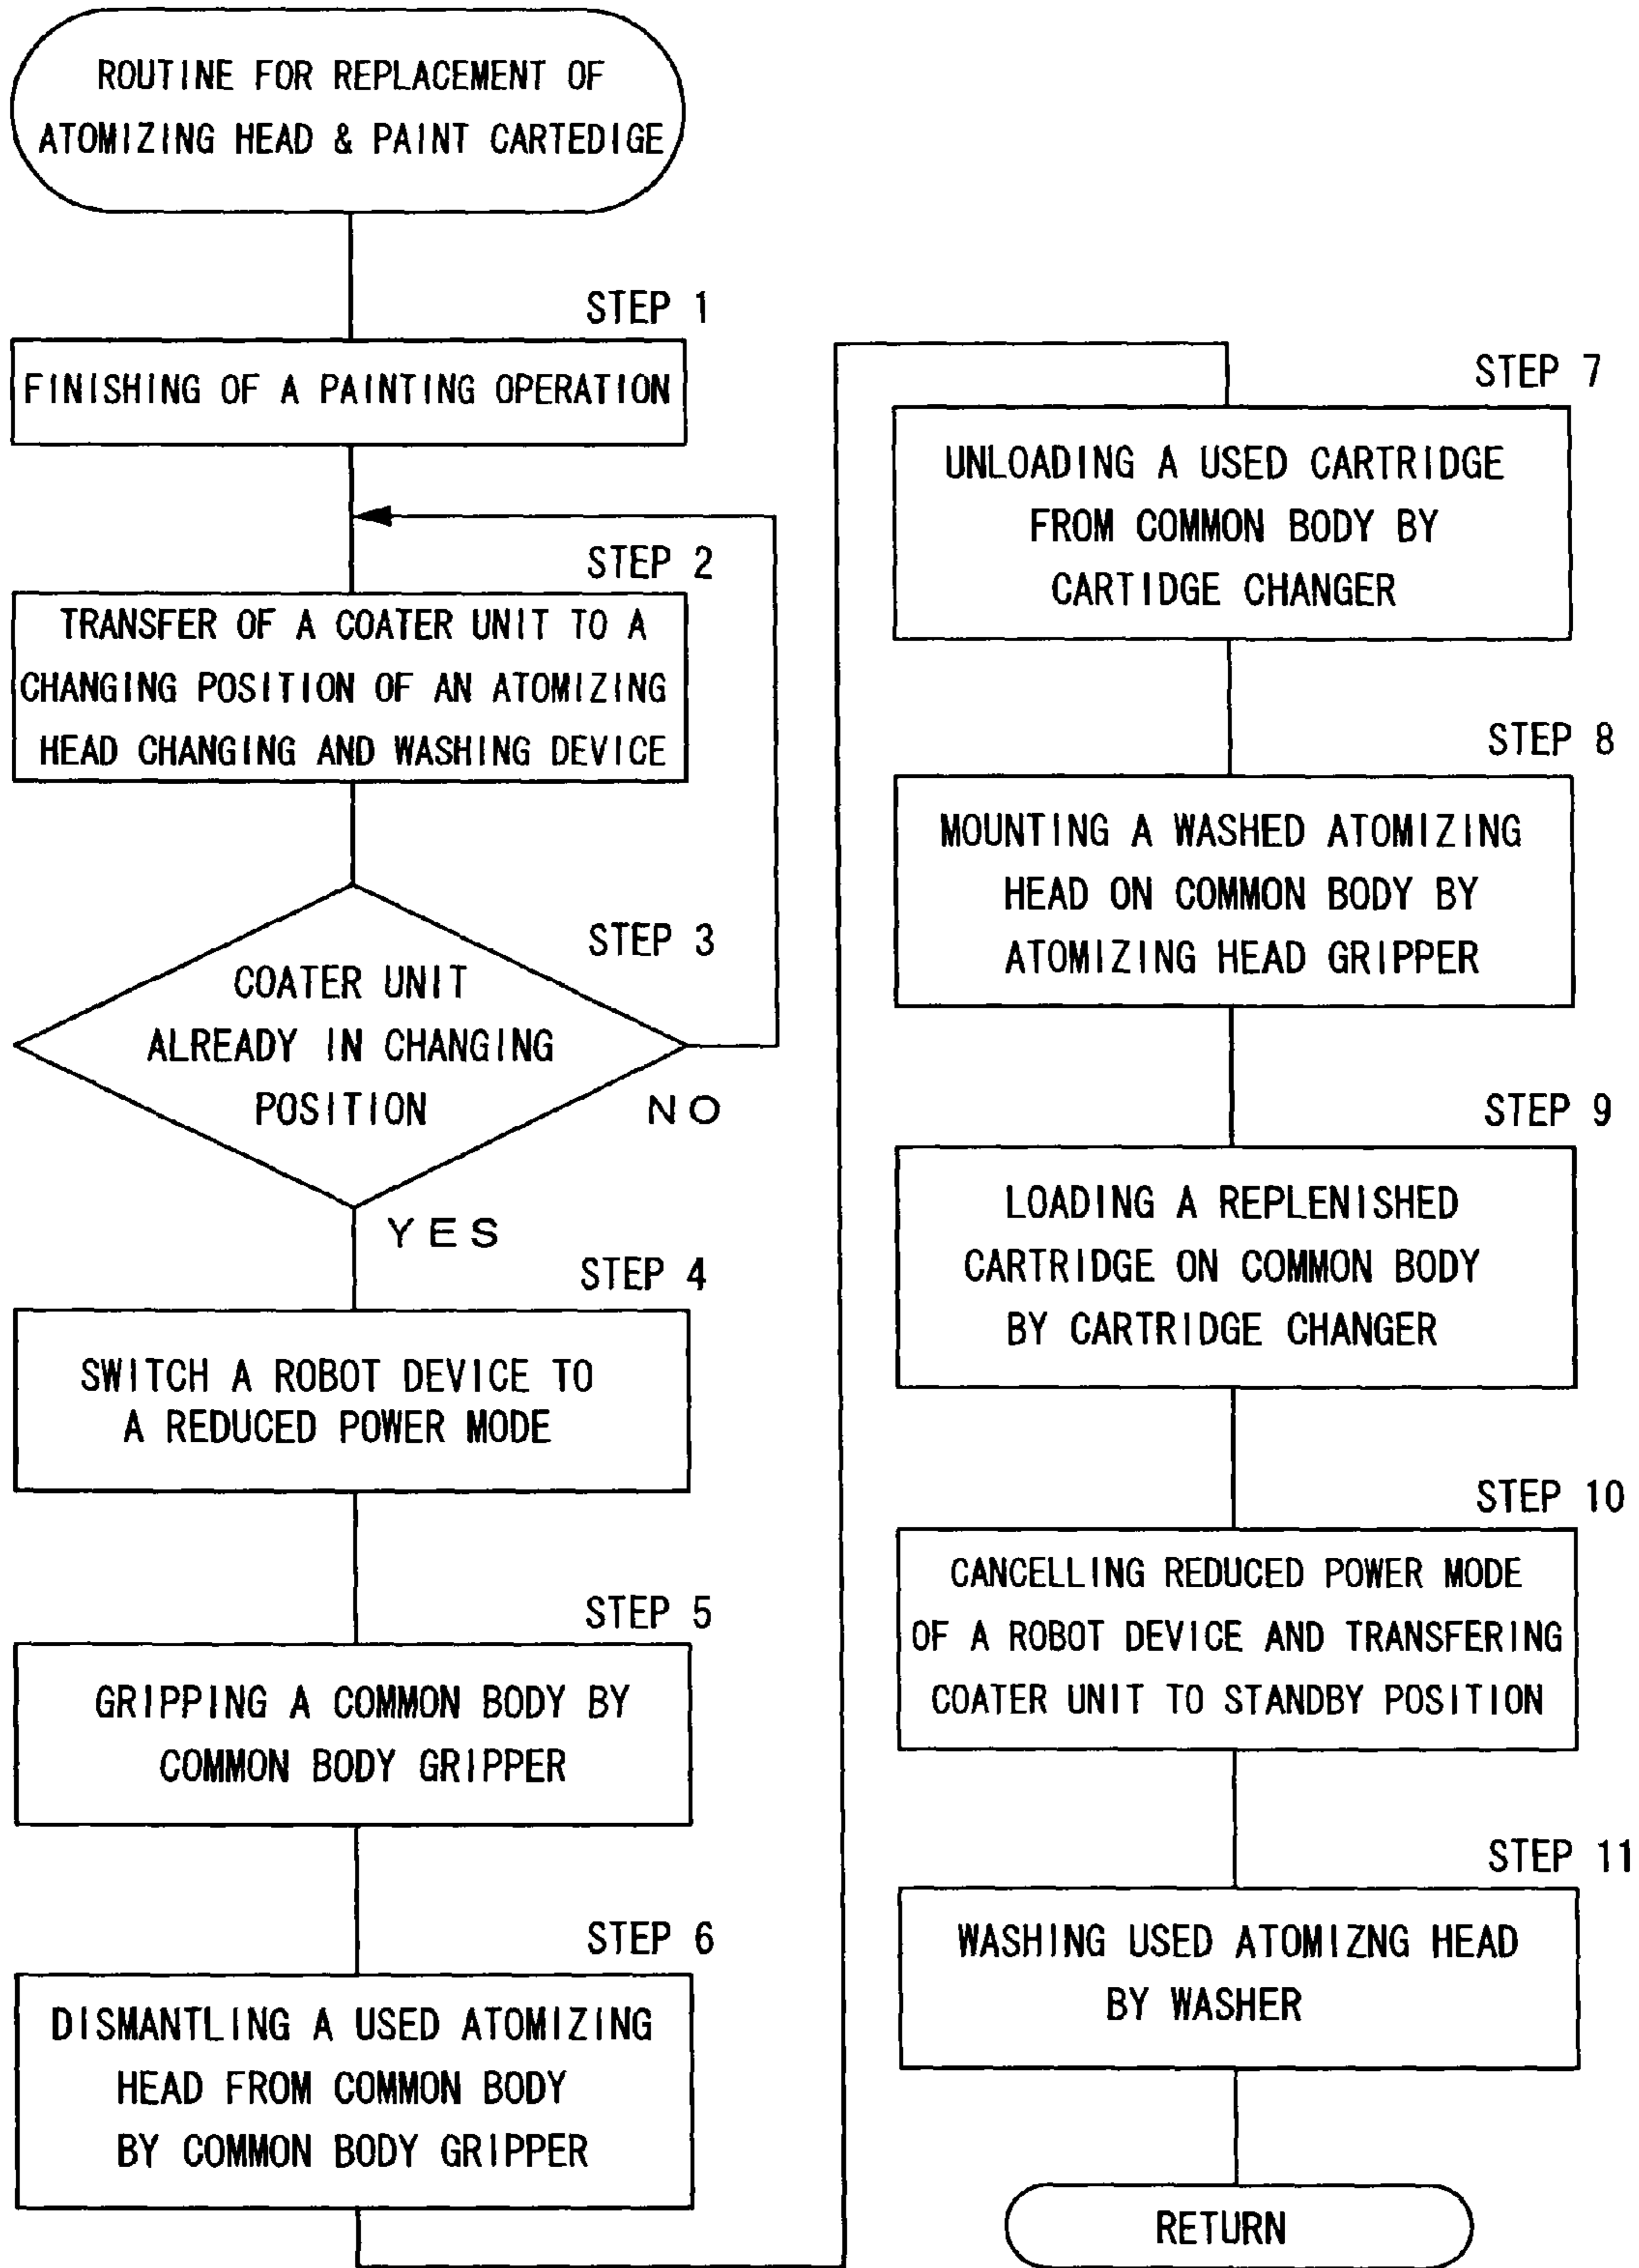 ROUTINE FOR REPLACEMENT OF
ATOMIZING HEAD & PAINT CARTEDIGE
STEP 1
FINISHING OF A PAINTING OPERATION
STEP 2
TRANSFER OF A COATER UNIT TO A
CHANGING POSITION OF AN ATOMIZING
HEAD CHANGING AND WASHING DEVICE
STEP 3
COATER UNIT
ALREADY IN CHANGING
POSITION
NO
YES
STEP 4
SWITCH A ROBOT DEVICE TO
A REDUCED POWER MODE
STEP 5
GRIPPING A COMMON BODY BY
COMMON BODY GRIPPER
STEP 6
DISMANTLING A USED ATOMIZING
HEAD FROM COMMON BODY
BY COMMON BODY GRIPPER
STEP 7
UNLOADING A USED CARTRIDGE
FROM COMMON BODY BY
CARTIDGE CHANGER
STEP 8
MOUNTING A WASHED ATOMIZING
HEAD ON COMMON BODY BY
ATOMIZING HEAD GRIPPER
STEP 9
LOADING A REPLENISHED
CARTRIDGE ON COMMON BODY
BY CARTRIDGE CHANGER
STEP 10
CANCELLING REDUCED POWER MODE
OF A ROBOT DEVICE AND TRANSFERING
COATER UNIT TO STANDBY POSITION
STEP 11
WASHING USED ATOMIZNG HEAD
BY WASHER
RETURN